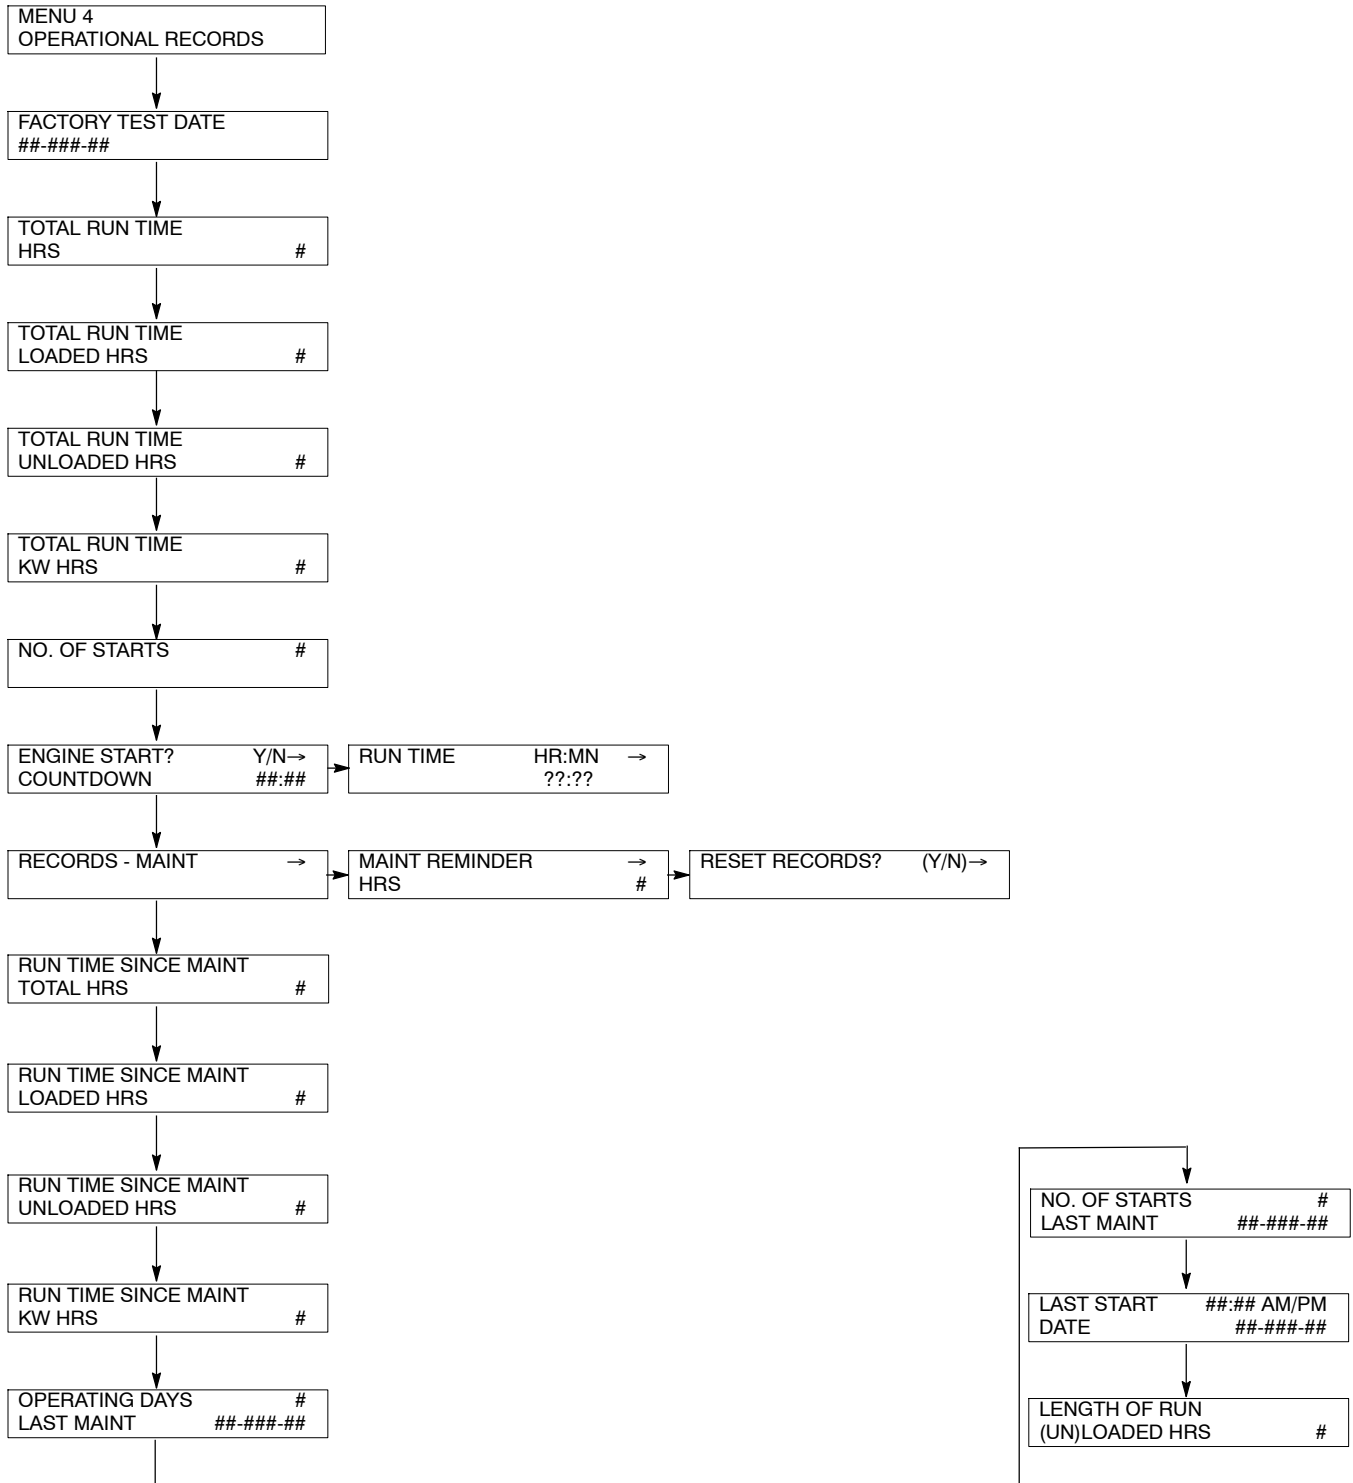 MENU 4
OPERATIONAL RECORDS
FACTORY TEST DATE
##-###-##
TOTAL RUN TIME
HRS #
TOTAL RUN TIME
LOADED HRS #
TOTAL RUN TIME
UNLOADED HRS #
TOTAL RUN TIME
KW HRS #
NO. OF STARTS #
ENGINE START? Y/N→
COUNTDOWN ##:##
RUN TIME HR:MN →
??:??
RECORDS - MAINT →
MAINT REMINDER →
HRS #
RESET RECORDS? (Y/N)→
RUN TIME SINCE MAINT
TOTAL HRS #
RUN TIME SINCE MAINT
LOADED HRS #
RUN TIME SINCE MAINT
UNLOADED HRS #
RUN TIME SINCE MAINT
KW HRS #
OPERATING DAYS #
LAST MAINT ##-###-##
NO. OF STARTS #
LAST MAINT ##-###-##
LAST START ##:## AM/PM
DATE ##-###-##
LENGTH OF RUN
(UN)LOADED HRS #